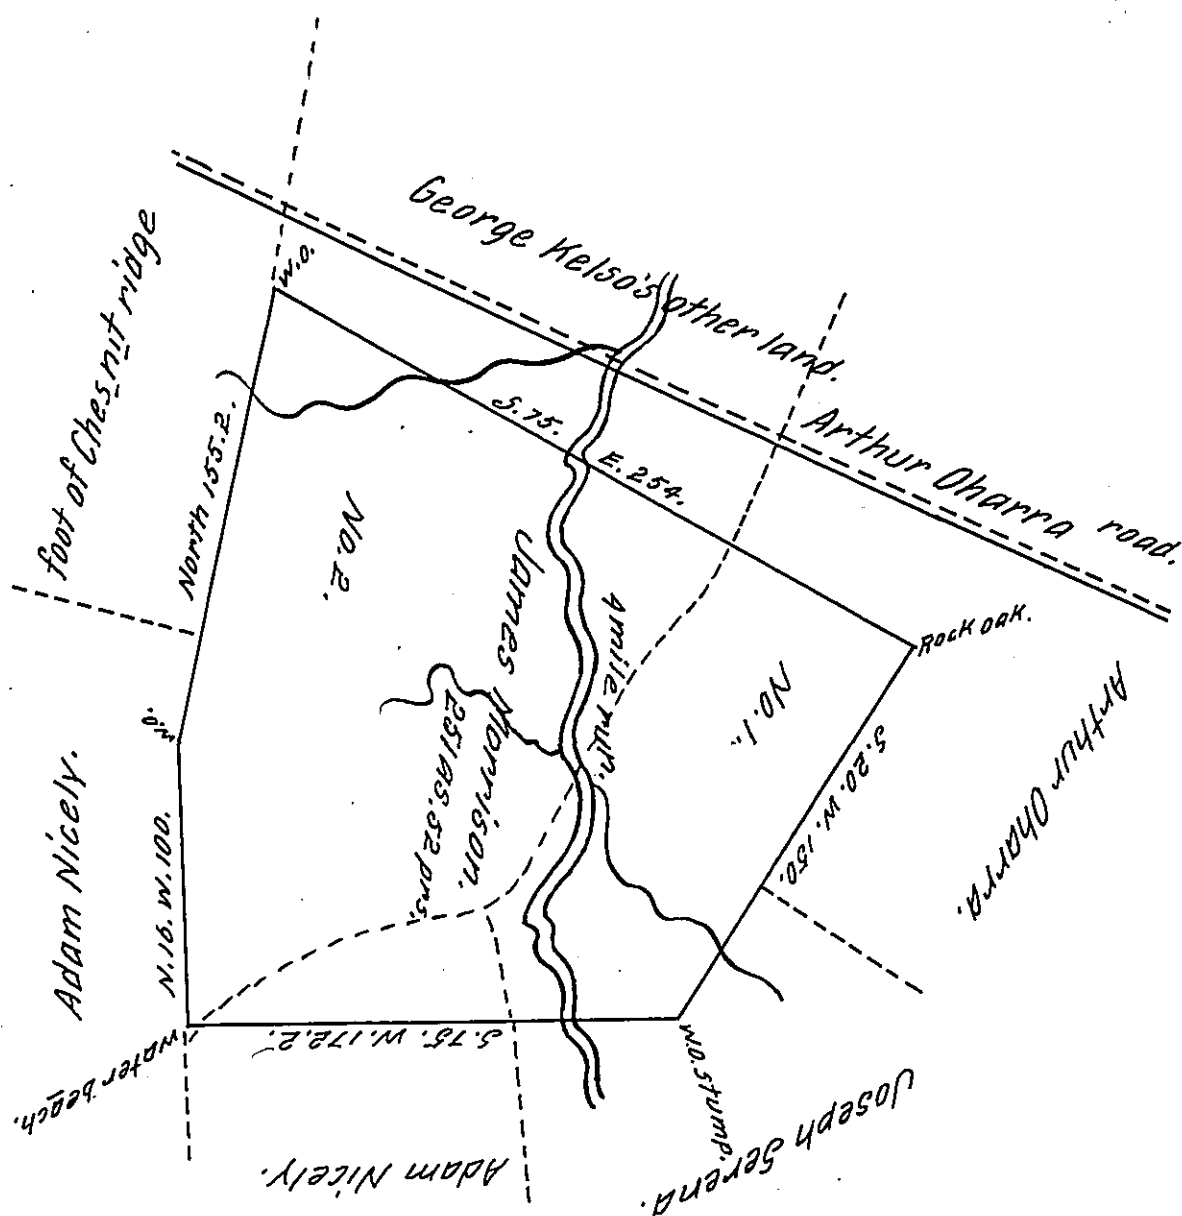 George Kelso's other land.
Arthur Oharra road.
foot of Chesnit ridge
W.O.
North 155.2.
S.75. E.254.
No.2.
James Morrison.
251 As. 52 prs.
4 mile run.
No.1.
Rock oak.
S.20. W.150.
Arthur Oharra.
W.O.
Adam Nicely.
N.16. W.100.
water beach.
S.75. W.172.2.
W.O. Stump.
Adam Nicely.
Joseph Serena.